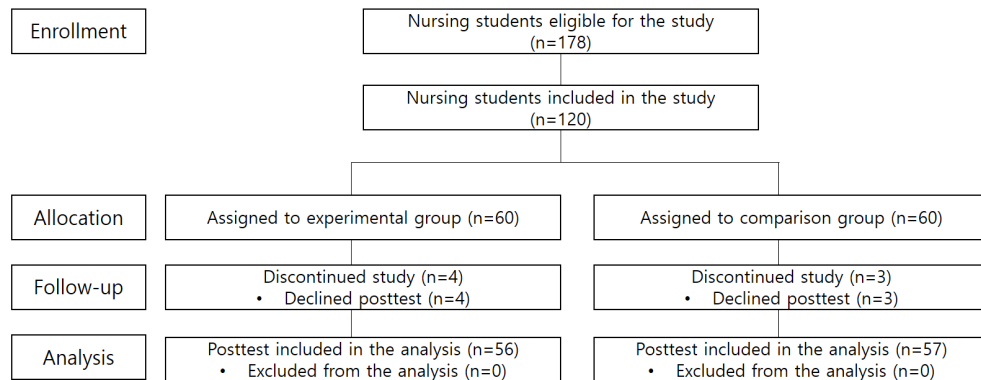 Enrollment
Nursing students eligible for the study
(n=178)
Nursing students included in the study
(n=120)
Allocation
Assigned to experimental group (n=60)
Assigned to comparison group (n=60)
Follow-up
Discontinued study (n=4)
• Declined posttest (n=4)
Discontinued study (n=3)
• Declined posttest (n=3)
Analysis
Posttest included in the analysis (n=56)
• Excluded from the analysis (n=0)
Posttest included in the analysis (n=57)
• Excluded from the analysis (n=0)